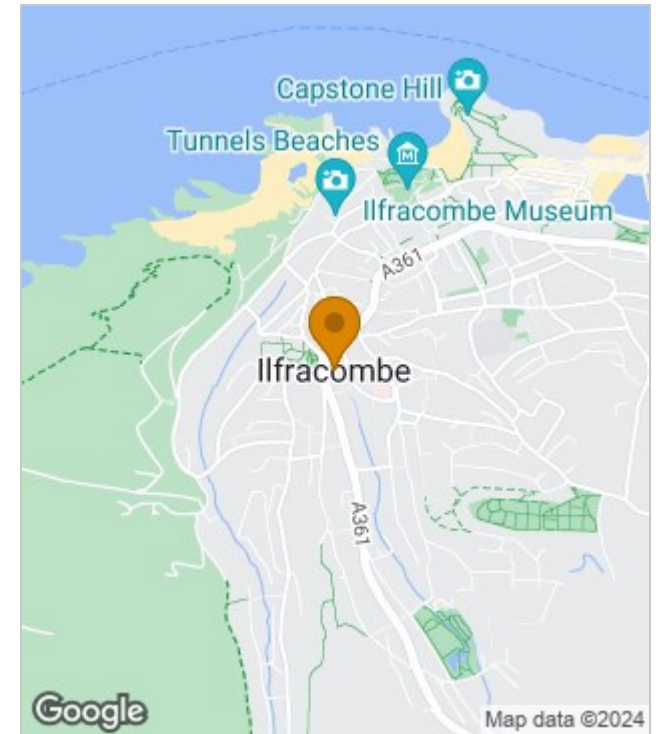 Capstone Hill
Tunnels Beaches
Ilfracombe Museum
A361
Ilfracombe
A361
Google
Map data ©2024